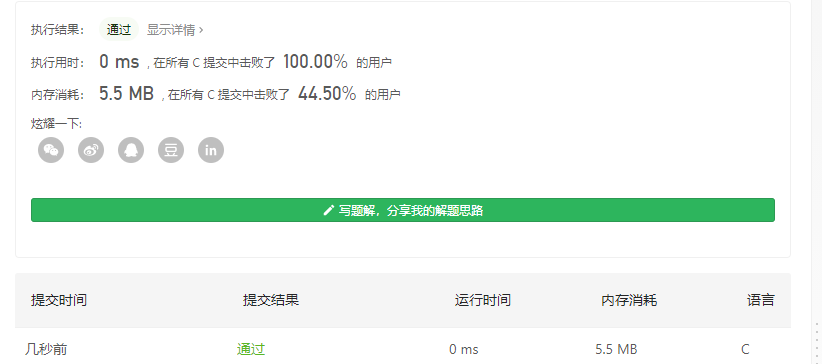 执行结果： 通过 显示详情 ›
执行用时： 0 ms ，在所有 C 提交中击败了 100.00% 的用户
内存消耗： 5.5 MB ，在所有 C 提交中击败了 44.50% 的用户
炫耀一下:
豆 in
写题解，分享我的解题思路
提交时间 提交结果 运行时间 内存消耗 语言
几秒前 通过 0 ms 5.5 MB C